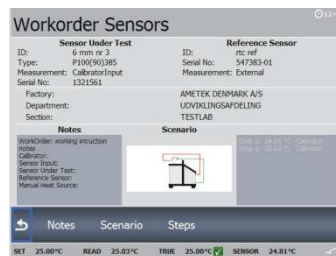 Workorder Sensors
Sensor Under Test
Reference Sensor
ID: 6 mm nr 3
ID: rtc ref
Type: P100(90)385
Serial No: 547383-01
Measurement: CalibratorInput
Measurement: External
Serial No: 1321561
Factory: AMETEK DENMARK A/S
Department: UDVIKLINGSAFDELING
Section: TESTLAB
Notes
Scenario
WorkOrder: working intruction
notes
Calibrator:
Sensor Input:
Sensor Under Test:
Reference Sensor:
Manual Heat Source:
Notes Scenario Steps
SET 25.00°C READ 25.03°C TRUE 25.00°C SENSOR 24.81°C